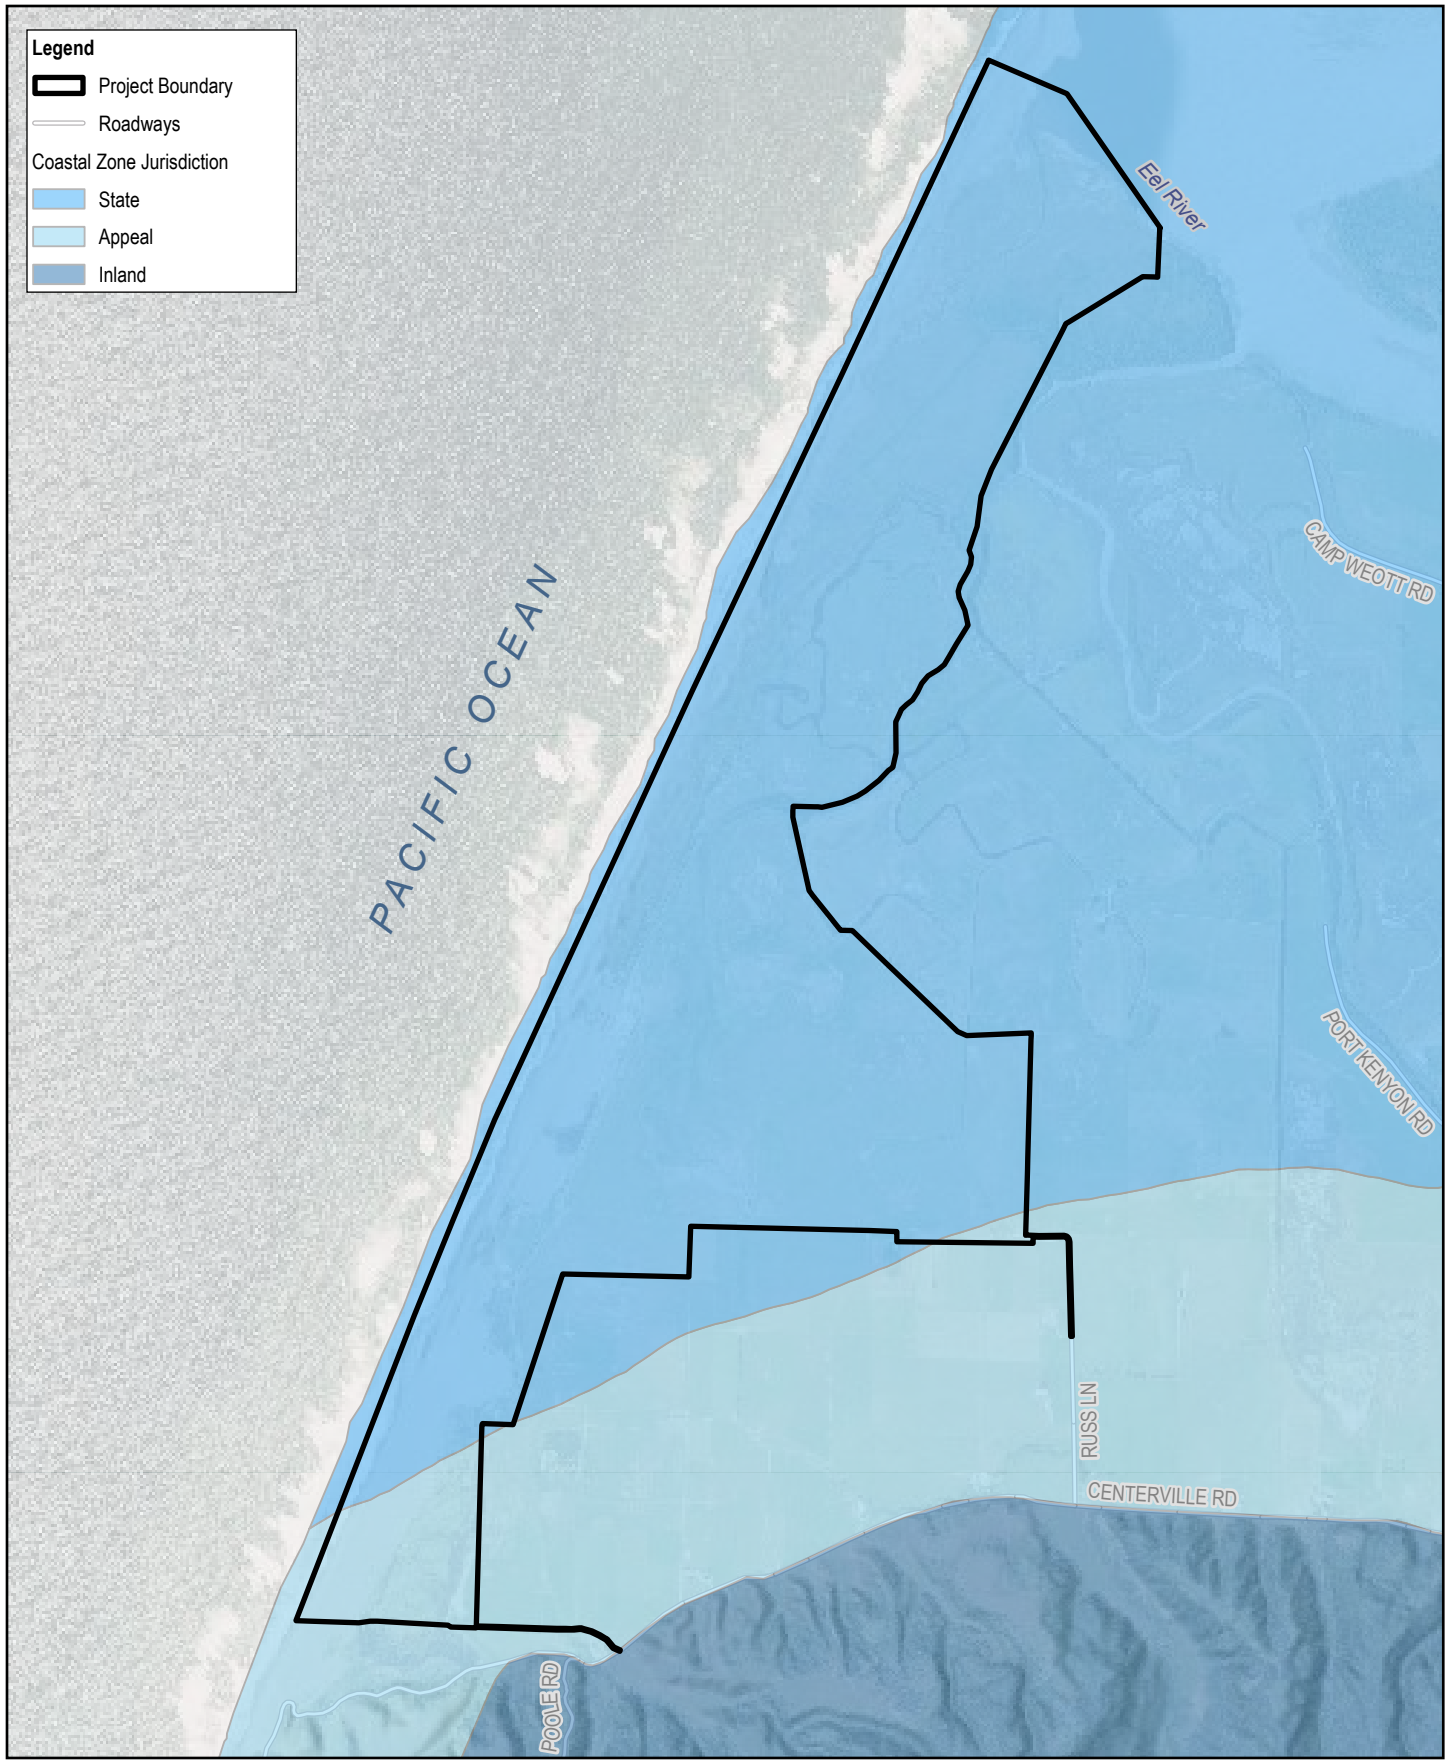 Legend
Project Boundary
Roadways
Coastal Zone Jurisdiction
State
Appeal
Inland
Eel River
CAMP WEOTT RD
PACIFIC OCEAN
PORT KENYON RD
RUSS LN
CENTERVILLE RD
POOLE RD